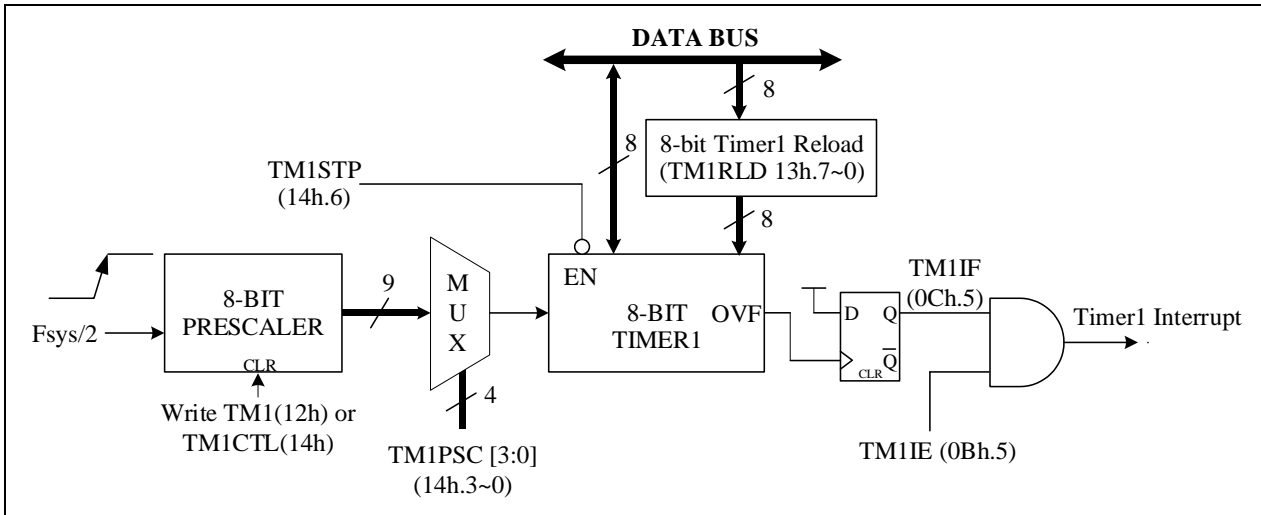 DATA BUS
8
8
8-bit Timer1 Reload
(TM1RLD 13h.7~0)
8
TM1STP
(14h.6)
Fsys/2
8-BIT
PRESCALER
CLR
Write TM1(12h) or
TM1CTL(14h)
9
M
U
X
4
TM1PSC [3:0]
(14h.3~0)
EN
8-BIT
TIMER1
OVF
D
Q
Q
CLR
TM1IF
(0Ch.5)
TM1IE (0Bh.5)
Timer1 Interrupt